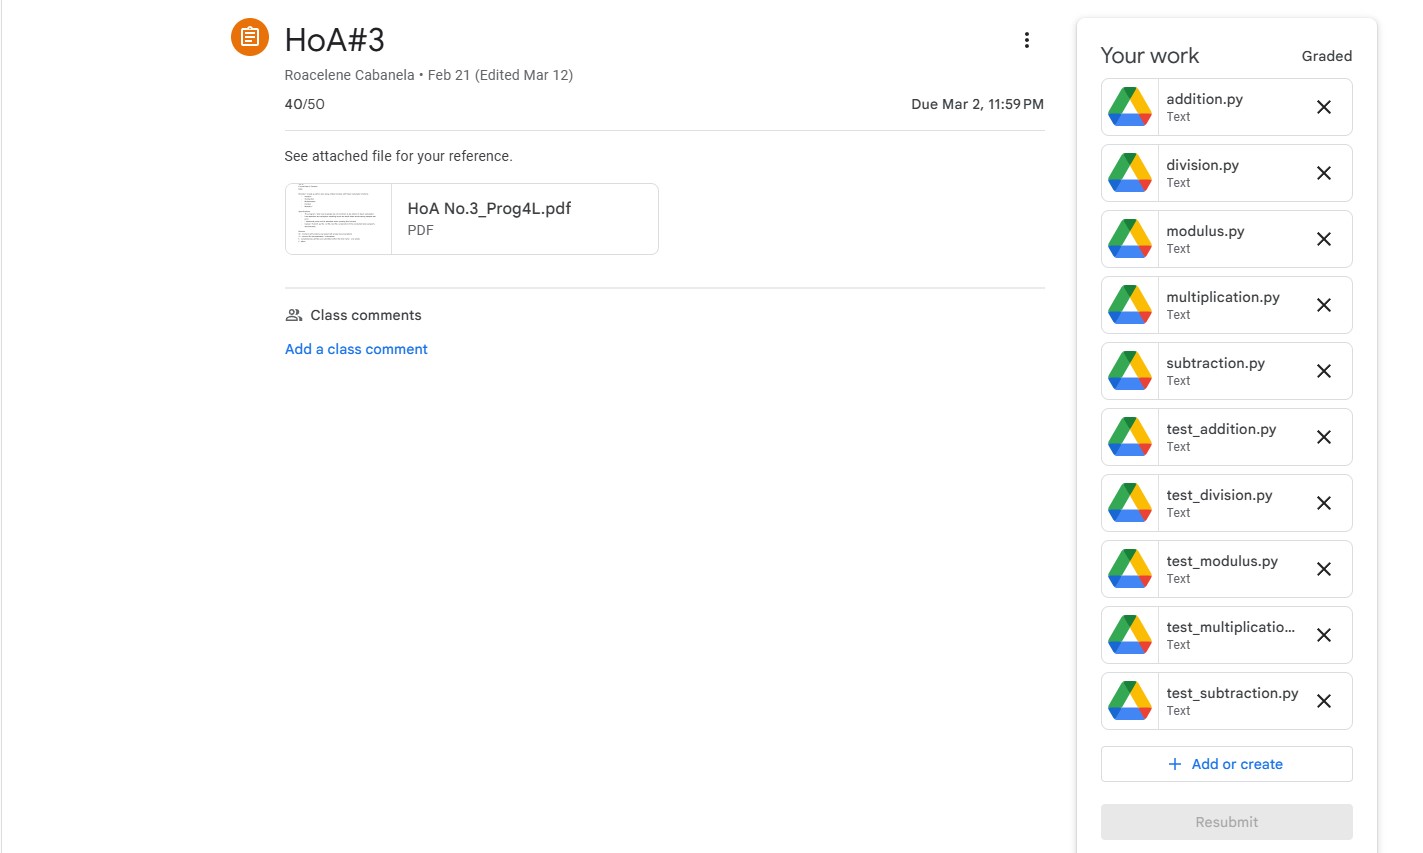 HoA#3
Roacelene Cabanela • Feb 21 (Edited Mar 12)
40/50
Due Mar 2, 11:59 PM
See attached file for your reference.
HoA No.3_Prog4L.pdf
PDF
Class comments
Add a class comment
Your work
Graded
addition.py
Text
division.py
Text
modulus.py
Text
multiplication.py
Text
subtraction.py
Text
test_addition.py
Text
test_division.py
Text
test_modulus.py
Text
test_multiplicatio...
Text
test_subtraction.py
Text
+ Add or create
Resubmit